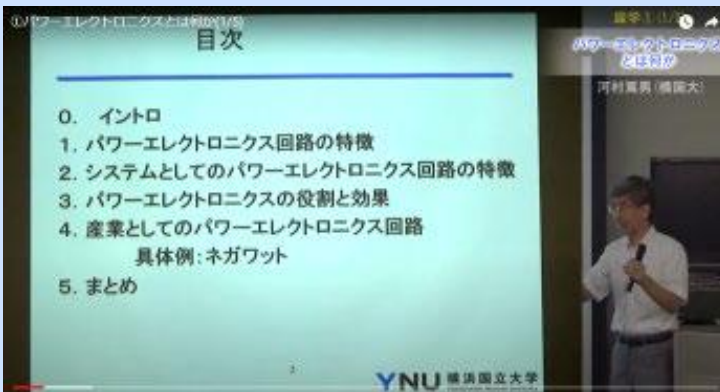 ①パワーエレクトロニクスとは何か(1/5)
パワーエレクトロニクス
とは何か
目次
0. イントロ
1. パワーエレクトロニクス回路の特徴
2. システムとしてのパワーエレクトロニクス回路の特徴
3. パワーエレクトロニクスの役割と効果
4. 産業としてのパワーエレクトロニクス回路
具体例:ネガワット
5. まとめ
YNU 横浜国立大学